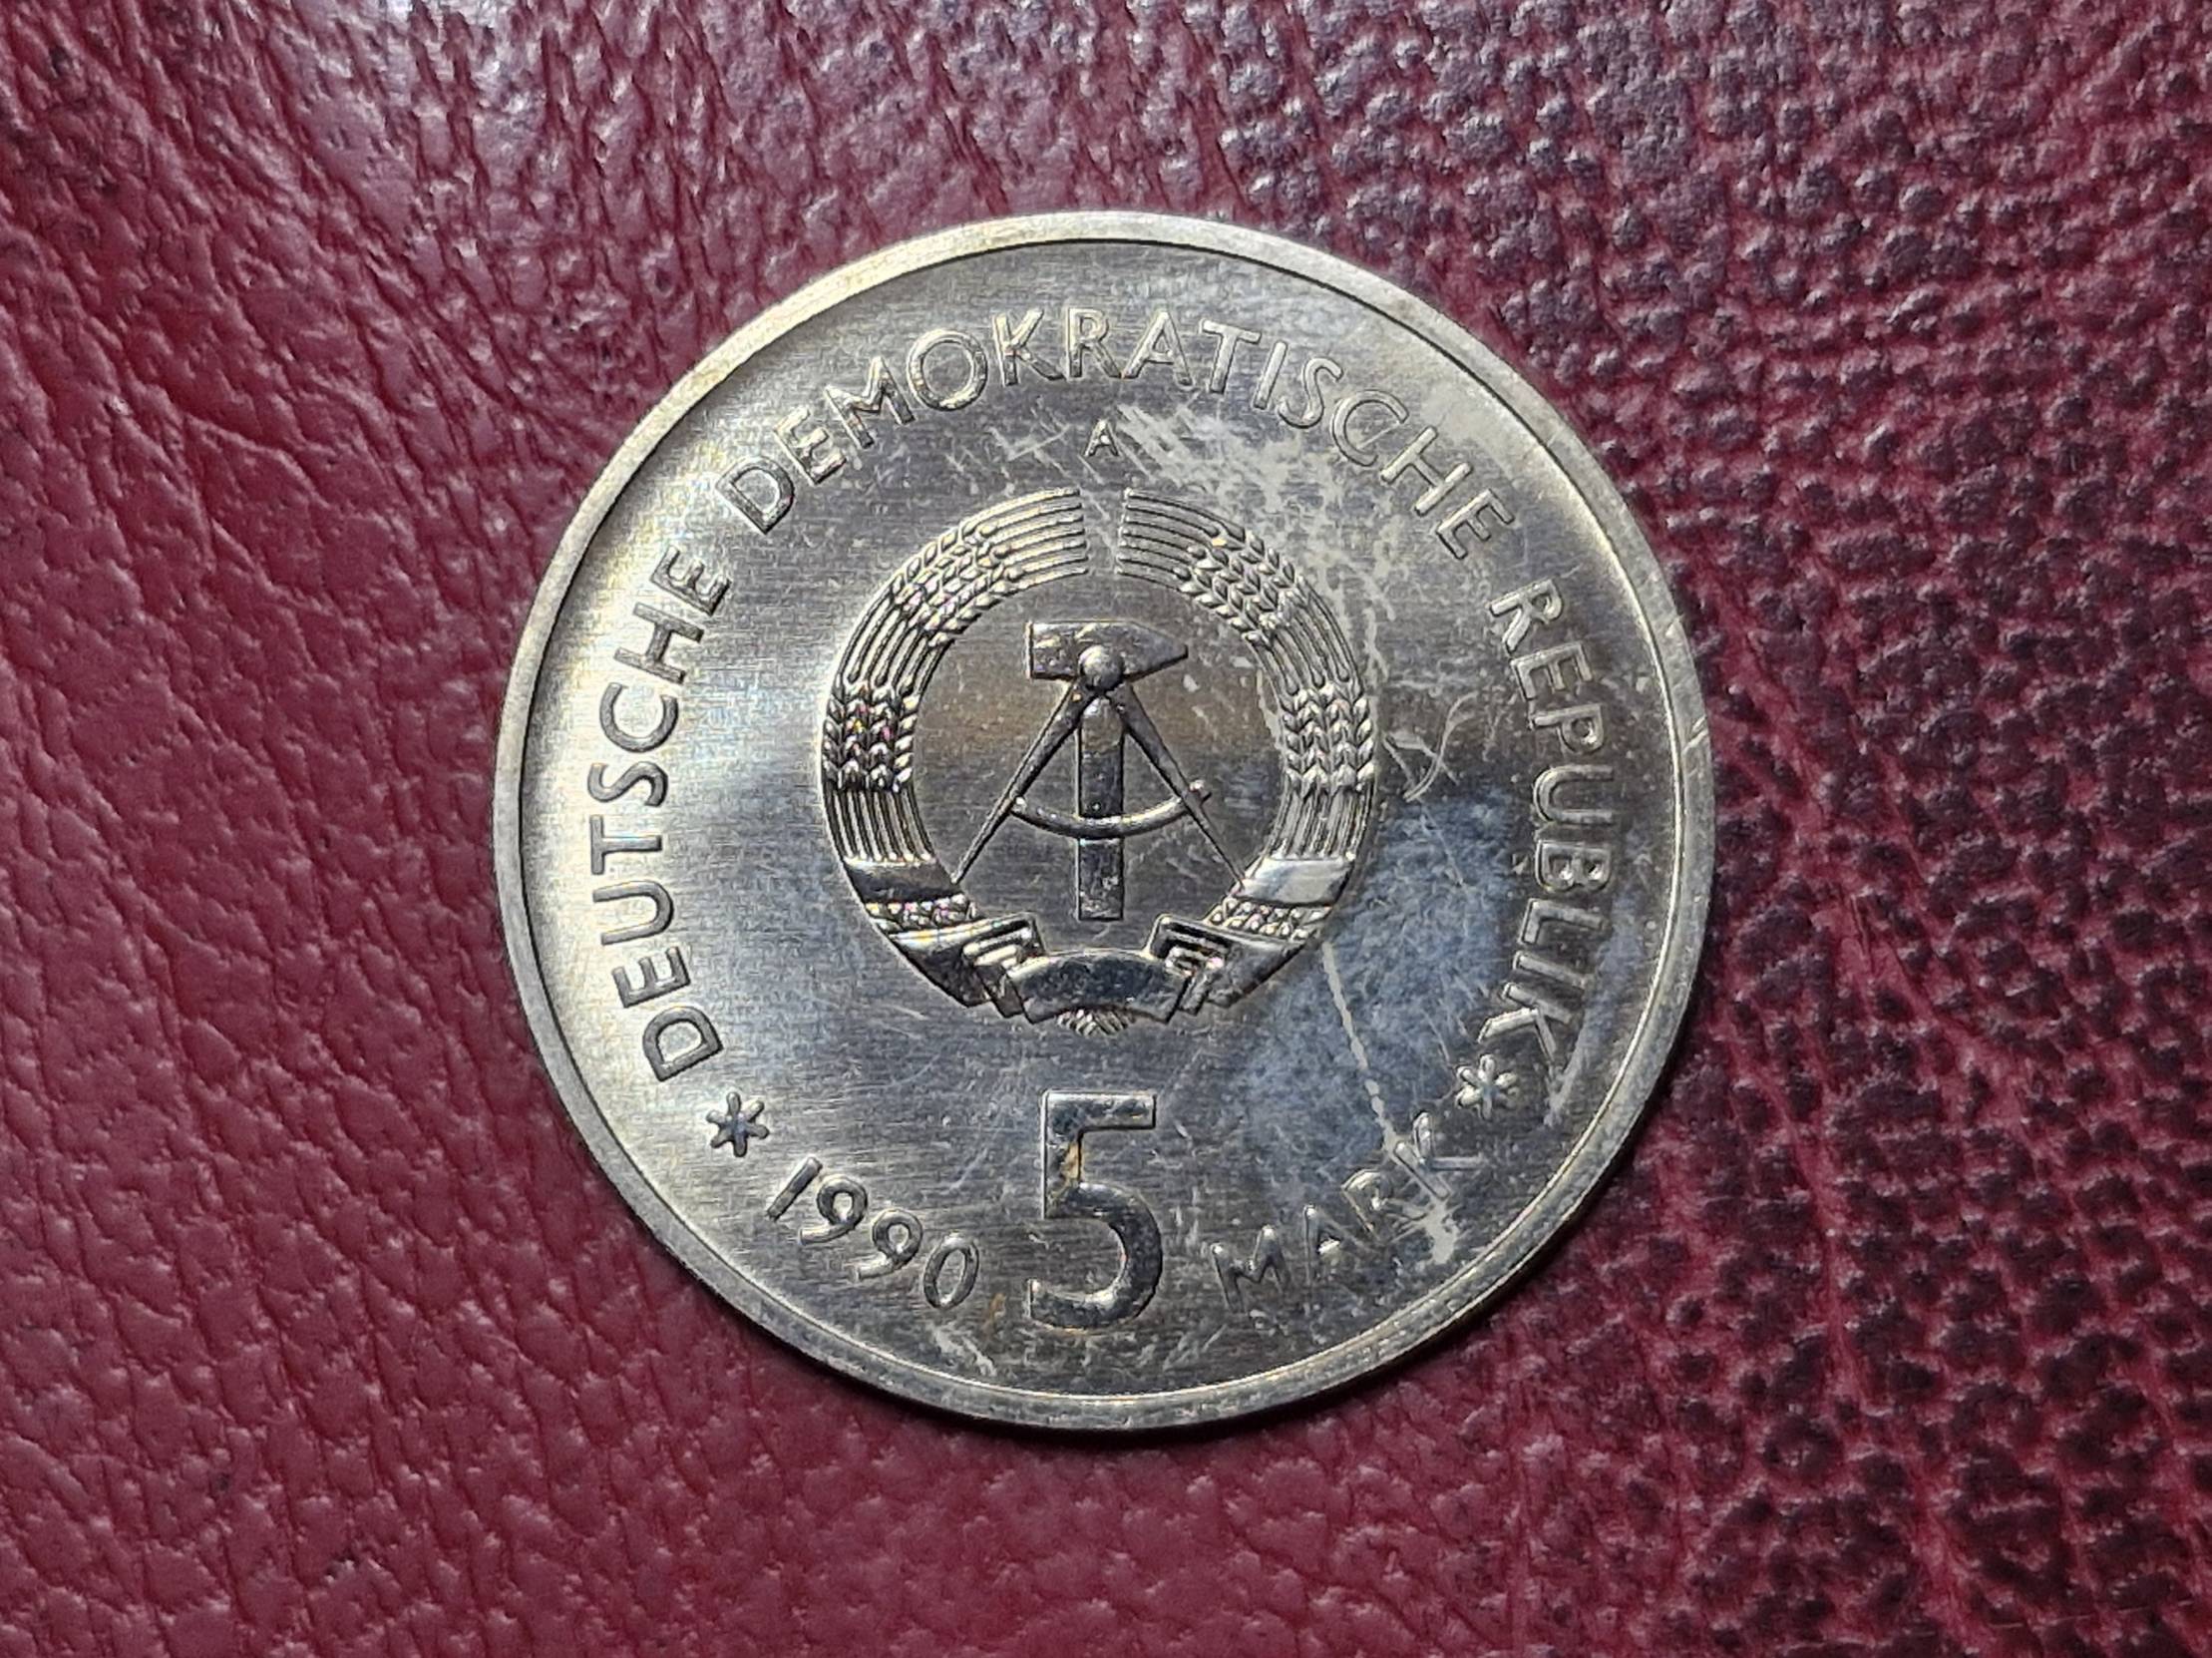 DEUTSCHE DEMOKRATISCHE REPUBLIK
A
* 1990 5 MARK *